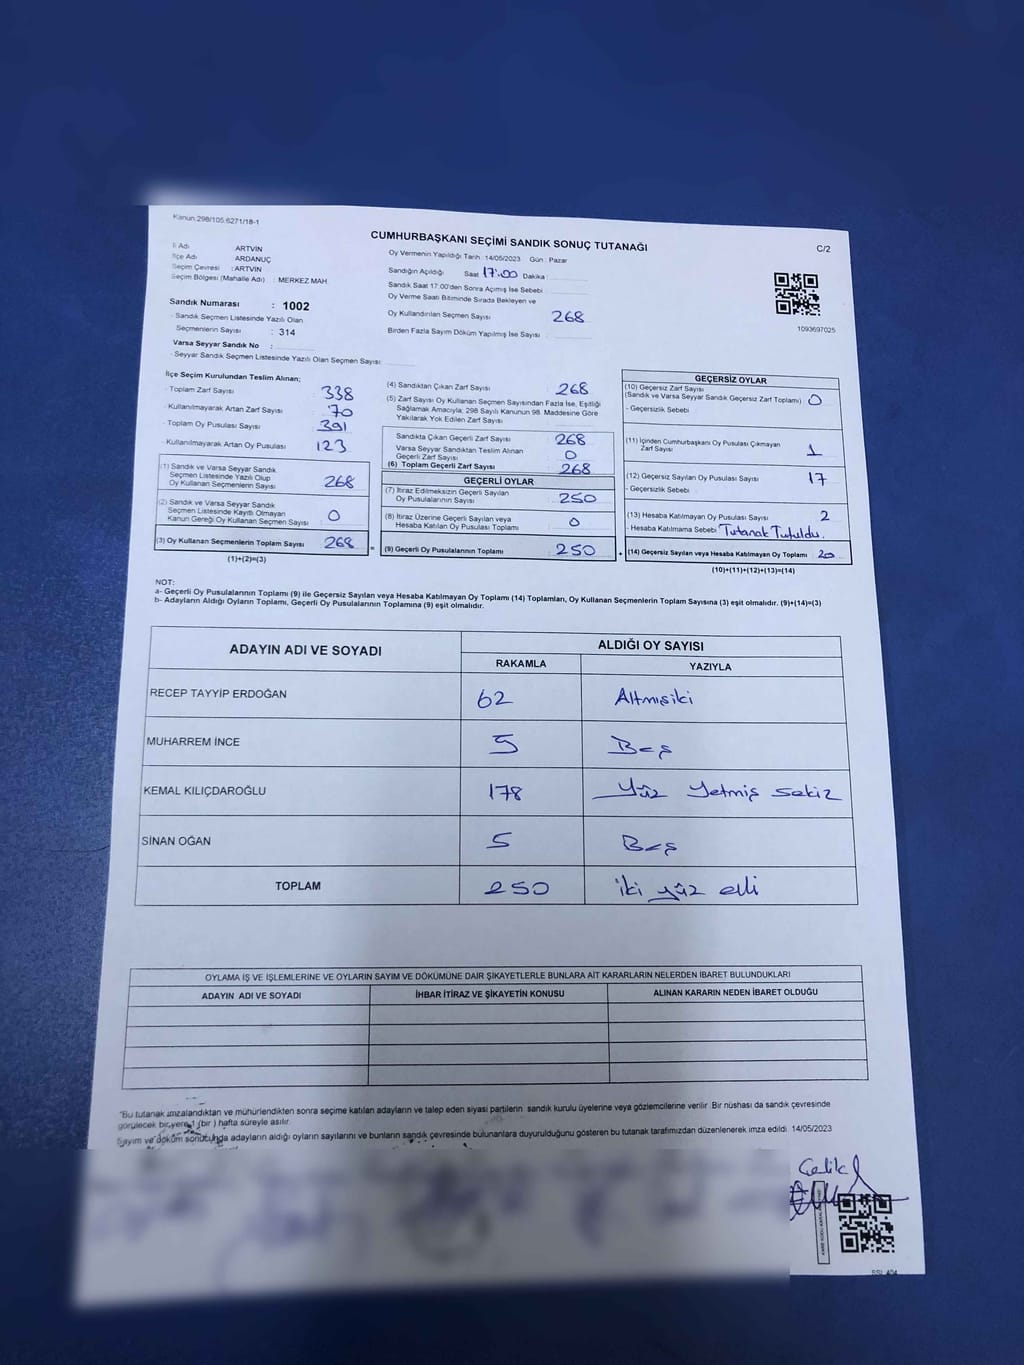 Kanun;298/105;6271/18-1
CUMHURBAŞKANI SEÇİMİ SANDIK SONUÇ TUTANAĞI
C/2
İl Adı ARTVİN
İlçe Adı ARDANUÇ
Seçim Çevresi : ARTVİN
Seçim Bölgesi (Mahalle Adı) : MERKEZ MAH
Sandık Numarası : 1002
- Sandık Seçmen Listesinde Yazılı Olan
Seçmenlerin Sayısı : 314
Varsa Seyyar Sandık No :
- Seyyar Sandık Seçmen Listesinde Yazılı Olan Seçmen Sayısı:
Oy Vermenin Yapıldığı Tarih: 14/05/2023 Gün : Pazar
Sandığın Açıldığı Saat 17:00 Dakika :
Sandık Saat 17:00'den Sonra Açımış İse Sebebi :
Oy Verme Saati Bitiminde Sırada Bekleyen ve
Oy Kullandırılan Seçmen Sayısı 268
Birden Fazla Sayım Döküm Yapılmış İse Sayısı :
1093697025
İlçe Seçim Kurulundan Teslim Alınan;
- Toplam Zarf Sayısı 338
- Kullanılmayarak Artan Zarf Sayısı 70
- Toplam Oy Pusulası Sayısı 391
- Kullanılmayarak Artan Oy Pusulası 123
(1) Sandık ve Varsa Seyyar Sandık
Seçmen Listesinde Yazılı Olup
Oy Kullanan Seçmenlerin Sayısı 268
(2) Sandık ve Varsa Seyyar Sandık
Seçmen Listesinde Kayıtlı Olmayan
Kanun Gereği Oy Kullanan Seçmen Sayısı 0
(3) Oy Kullanan Seçmenlerin Toplam Sayısı 268
(1)+(2)=(3)
(4) Sandıktan Çıkan Zarf Sayısı 268
(5) Zarf Sayısı Oy Kullanan Seçmen Sayısından Fazla İse, Eşitliği
Sağlamak Amacıyla; 298 Sayılı Kanunun 98. Maddesine Göre
Yakılarak Yok Edilen Zarf Sayısı
Sandıkta Çıkan Geçerli Zarf Sayısı 268
Varsa Seyyar Sandıktan Teslim Alınan
Geçerli Zarf Sayısı 0
(6) Toplam Geçerli Zarf Sayısı 268
GEÇERLİ OYLAR
(7) İtiraz Edilmeksizin Geçerli Sayılan
Oy Pusulalarının Sayısı 250
(8) İtiraz Üzerine Geçerli Sayılan veya
Hesaba Katılan Oy Pusulası Toplamı 0
= (9) Geçerli Oy Pusulalarının Toplamı 250 +
GEÇERSİZ OYLAR
(10) Geçersiz Zarf Sayısı
(Sandık ve Varsa Seyyar Sandık Geçersiz Zarf Toplamı) 0
- Geçersizlik Sebebi :
(11) İçinden Cumhurbaşkanı Oy Pusulası Çıkmayan
Zarf Sayısı 1
(12) Geçersiz Sayılan Oy Pusulası Sayısı 17
- Geçersizlik Sebebi
(13) Hesaba Katılmayan Oy Pusulası Sayısı 2
- Hesaba Katılmama Sebebi Tutanak Tutuldu.
(14) Geçersiz Sayılan veya Hesaba Katılmayan Oy Toplamı 20
(10)+(11)+(12)+(13)=(14)
NOT:
a- Geçerli Oy Pusulalarının Toplamı (9) ile Geçersiz Sayılan veya Hesaba Katılmayan Oy Toplamı (14) Toplamları, Oy Kullanan Seçmenlerin Toplam Sayısına (3) eşit olmalıdır. (9)+(14)=(3)
b- Adayların Aldığı Oyların Toplamı, Geçerli Oy Pusulalarının Toplamına (9) eşit olmalıdır.
ADAYIN ADI VE SOYADI ALDIĞI OY SAYISI
RAKAMLA YAZIYLA
RECEP TAYYİP ERDOĞAN 62 Altmışiki
MUHARREM İNCE 5 Beş
KEMAL KILIÇDAROĞLU 178 Yüz Yetmiş sekiz
SİNAN OĞAN 5 Beş
TOPLAM 250 iki yüz elli
OYLAMA İŞ VE İŞLEMLERİNE VE OYLARIN SAYIM VE DÖKÜMÜNE DAİR ŞİKAYETLERLE BUNLARA AİT KARARLARIN NELERDEN İBARET BULUNDUKLARI
ADAYIN ADI VE SOYADI İHBAR İTİRAZ VE ŞİKAYETİN KONUSU ALINAN KARARIN NEDEN İBARET OLDUĞU
"Bu tutanak imzalandıktan ve mühürlendikten sonra seçime katılan adayların ve talep eden siyasi partilerin sandık kurulu üyelerine veya gözlemcilerine verilir. Bir nüshası da sandık çevresinde
görülecek bir yere 1 (bir ) hafta süreyle asılır.
Sayım ve döküm sonucunda adayların aldığı oyların sayılarını ve bunların sandık çevresinde bulunanlara duyurulduğunu gösteren bu tutanak tarafımızdan düzenlenerek imza edildi. 14/05/2023
Çelik